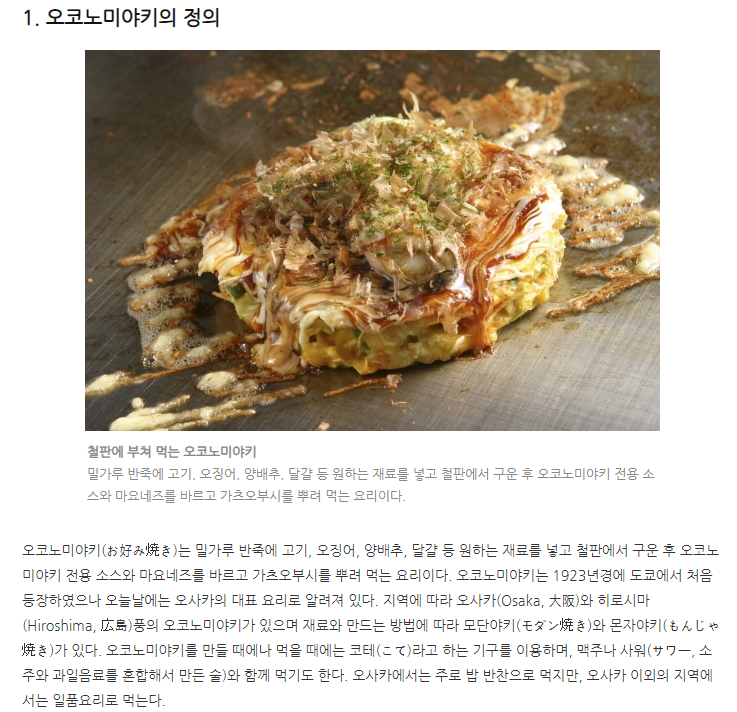 1. 오코노미야키의 정의
철판에 부쳐 먹는 오코노미야키
밀가루 반죽에 고기, 오징어, 양배추, 달걀 등 원하는 재료를 넣고 철판에서 구운 후 오코노미야키 전용 소
스와 마요네즈를 바르고 가츠오부시를 뿌려 먹는 요리이다.
오코노미야키(お好み焼き)는 밀가루 반죽에 고기, 오징어, 양배추, 달걀 등 원하는 재료를 넣고 철판에서 구운 후 오코노
미야키 전용 소스와 마요네즈를 바르고 가츠오부시를 뿌려 먹는 요리이다. 오코노미야키는 1923년경에 도쿄에서 처음
등장하였으나 오늘날에는 오사카의 대표 요리로 알려져 있다. 지역에 따라 오사카(Osaka, 大阪)와 히로시마
(Hiroshima, 広島)풍의 오코노미야키가 있으며 재료와 만드는 방법에 따라 모단야키(モダン焼き)와 몬자야키(もんじゃ
焼き)가 있다. 오코노미야키를 만들 때에나 먹을 때에는 코테(こて)라고 하는 기구를 이용하며, 맥주나 사워(サワー, 소
주와 과일음료를 혼합해서 만든 술)와 함께 먹기도 한다. 오사카에서는 주로 밥 반찬으로 먹지만, 오사카 이외의 지역에
서는 일품요리로 먹는다.